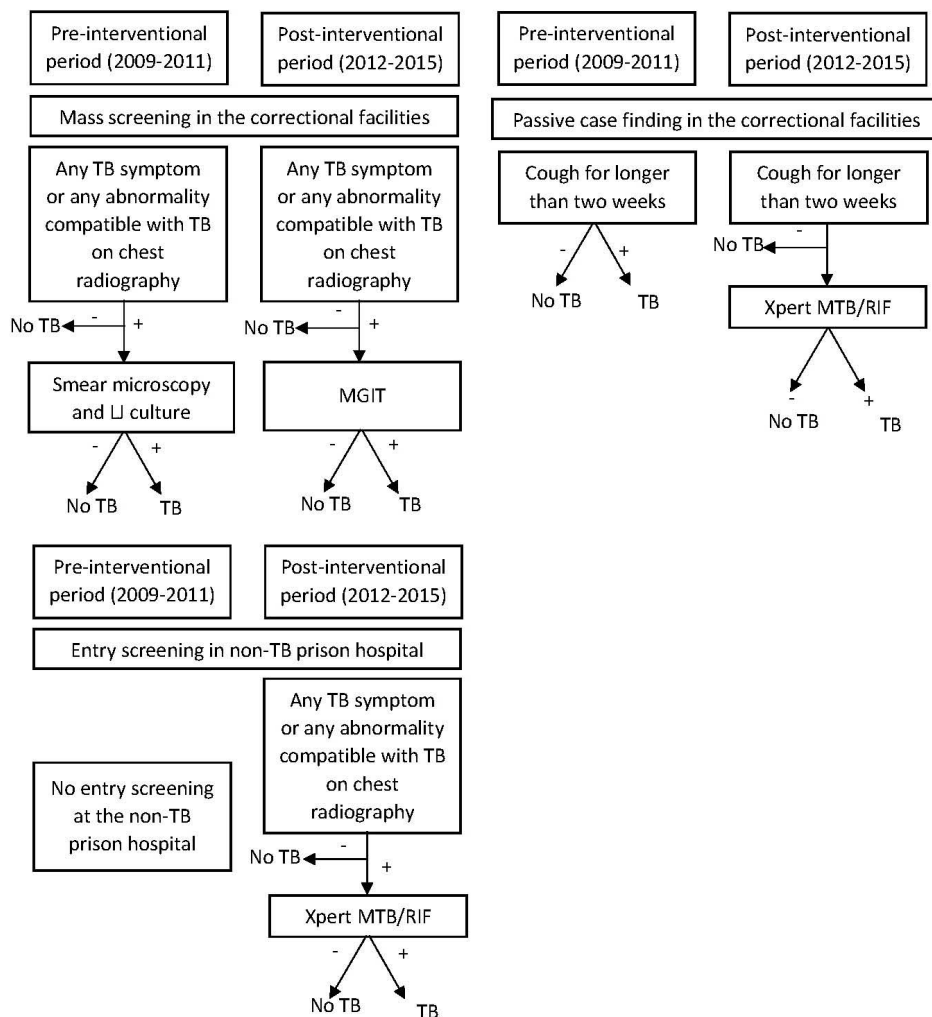 Pre-interventional
period (2009-2011)
Post-interventional
period (2012-2015)
Mass screening in the correctional facilities
Any TB symptom
or any abnormality
compatible with TB
on chest
radiography
Any TB symptom
or any abnormality
compatible with TB
on chest
radiography
-
No TB
+
-
No TB
+
Smear microscopy
and LJ culture
MGIT
-
+
No TB
TB
-
+
No TB
TB
Pre-interventional
period (2009-2011)
Post-interventional
period (2012-2015)
Passive case finding in the correctional facilities
Cough for longer
than two weeks
Cough for longer
than two weeks
-
+
No TB
TB
-
No TB
Xpert MTB/RIF
-
+
No TB
TB
Pre-interventional
period (2009-2011)
Post-interventional
period (2012-2015)
Entry screening in non-TB prison hospital
No entry screening
at the non-TB
prison hospital
Any TB symptom
or any abnormality
compatible with TB
on chest
radiography
-
No TB
+
Xpert MTB/RIF
-
+
No TB
TB